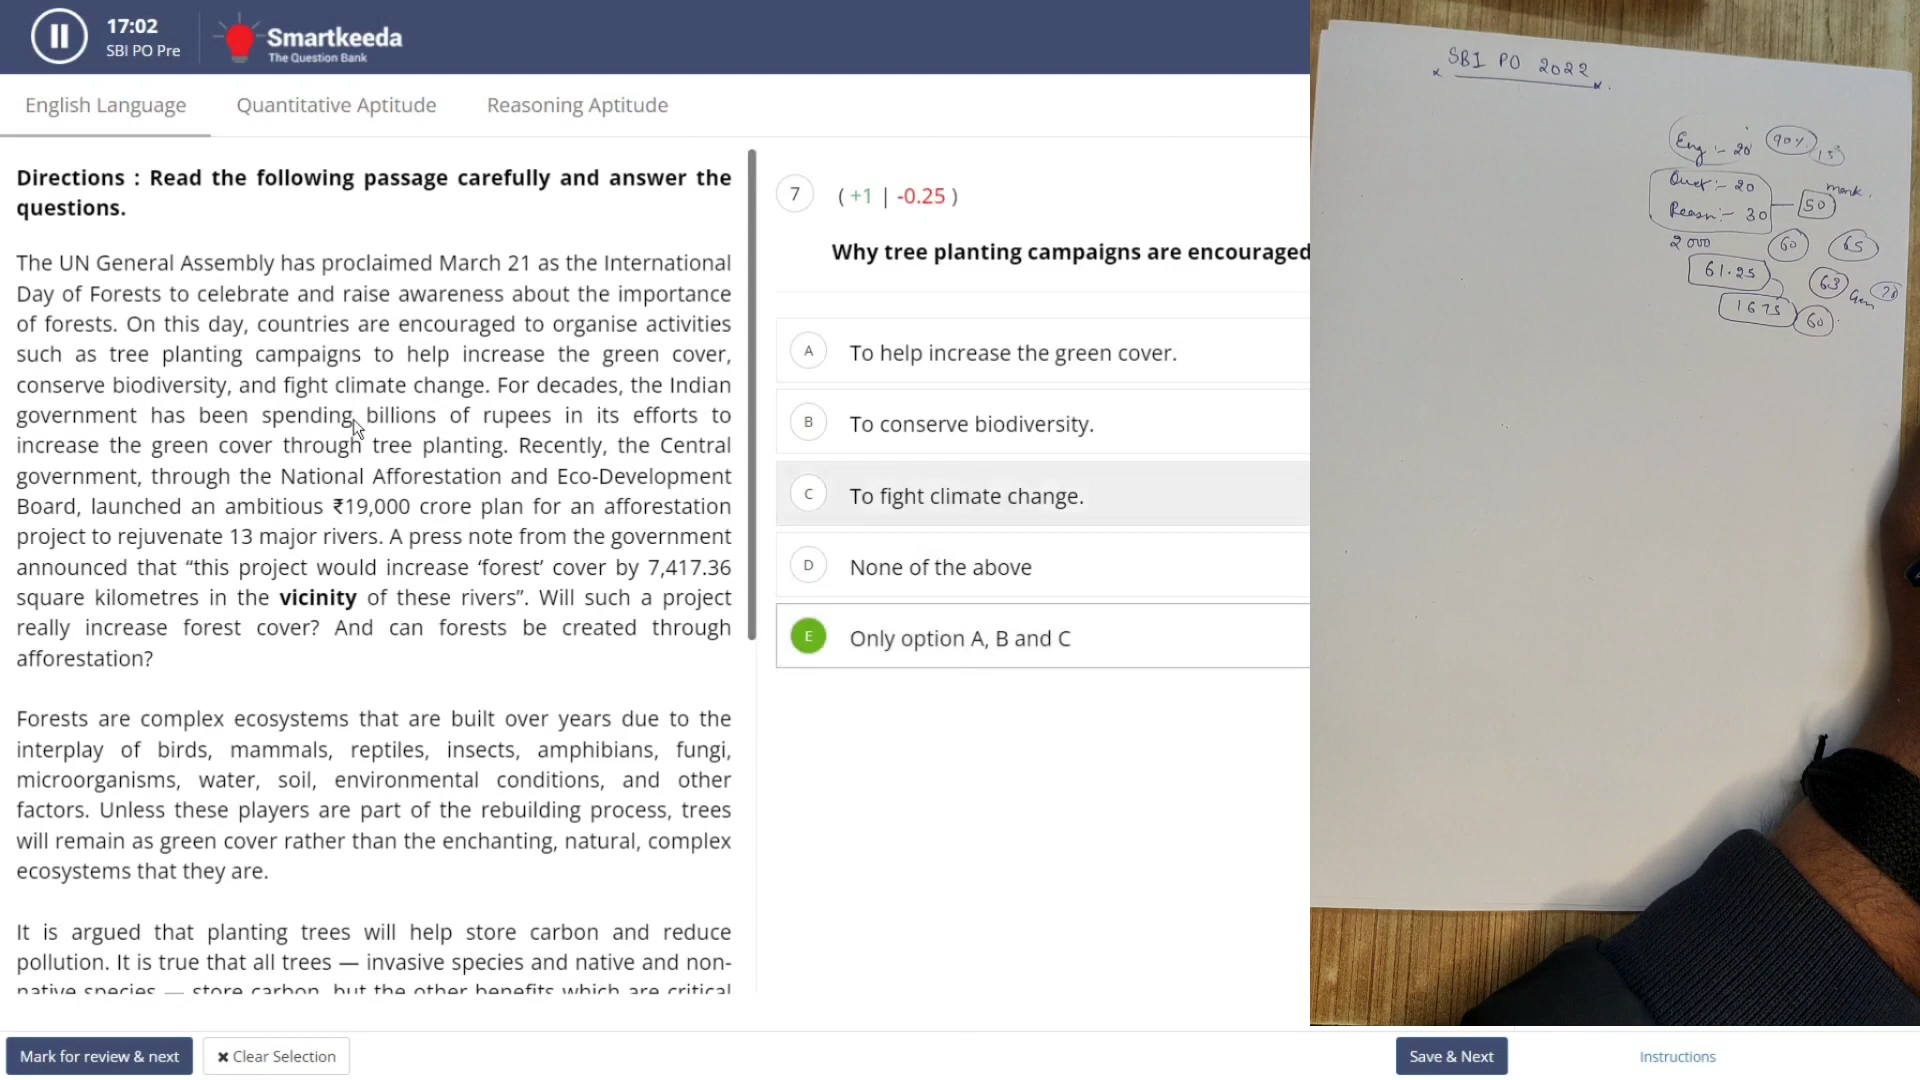 17:02
SBI PO Pre
Smartkeeda
The Question Bank
English Language
Quantitative Aptitude
Reasoning Aptitude
Directions : Read the following passage carefully and answer the
questions.
The UN General Assembly has proclaimed March 21 as the International
Day of Forests to celebrate and raise awareness about the importance
of forests. On this day, countries are encouraged to organise activities
such as tree planting campaigns to help increase the green cover,
conserve biodiversity, and fight climate change. For decades, the Indian
government has been spending billions of rupees in its efforts to
increase the green cover through tree planting. Recently, the Central
government, through the National Afforestation and Eco-Development
Board, launched an ambitious ₹19,000 crore plan for an afforestation
project to rejuvenate 13 major rivers. A press note from the government
announced that “this project would increase ‘forest’ cover by 7,417.36
square kilometres in the vicinity of these rivers”. Will such a project
really increase forest cover? And can forests be created through
afforestation?
Forests are complex ecosystems that are built over years due to the
interplay of birds, mammals, reptiles, insects, amphibians, fungi,
microorganisms, water, soil, environmental conditions, and other
factors. Unless these players are part of the rebuilding process, trees
will remain as green cover rather than the enchanting, natural, complex
ecosystems that they are.
It is argued that planting trees will help store carbon and reduce
pollution. It is true that all trees — invasive species and native and non-
native species — store carbon, but the other benefits which are critical
7
( +1 | -0.25 )
Why tree planting campaigns are encouraged
A To help increase the green cover.
B To conserve biodiversity.
C To fight climate change.
D None of the above
E Only option A, B and C
Mark for review & next
✖ Clear Selection
Save & Next
Instructions
SBI PO 2022
Eng :- 20 90%
Quet :- 20
mark.
Reasn :- 30 50
2000 60 65
61.25 63
1675 60